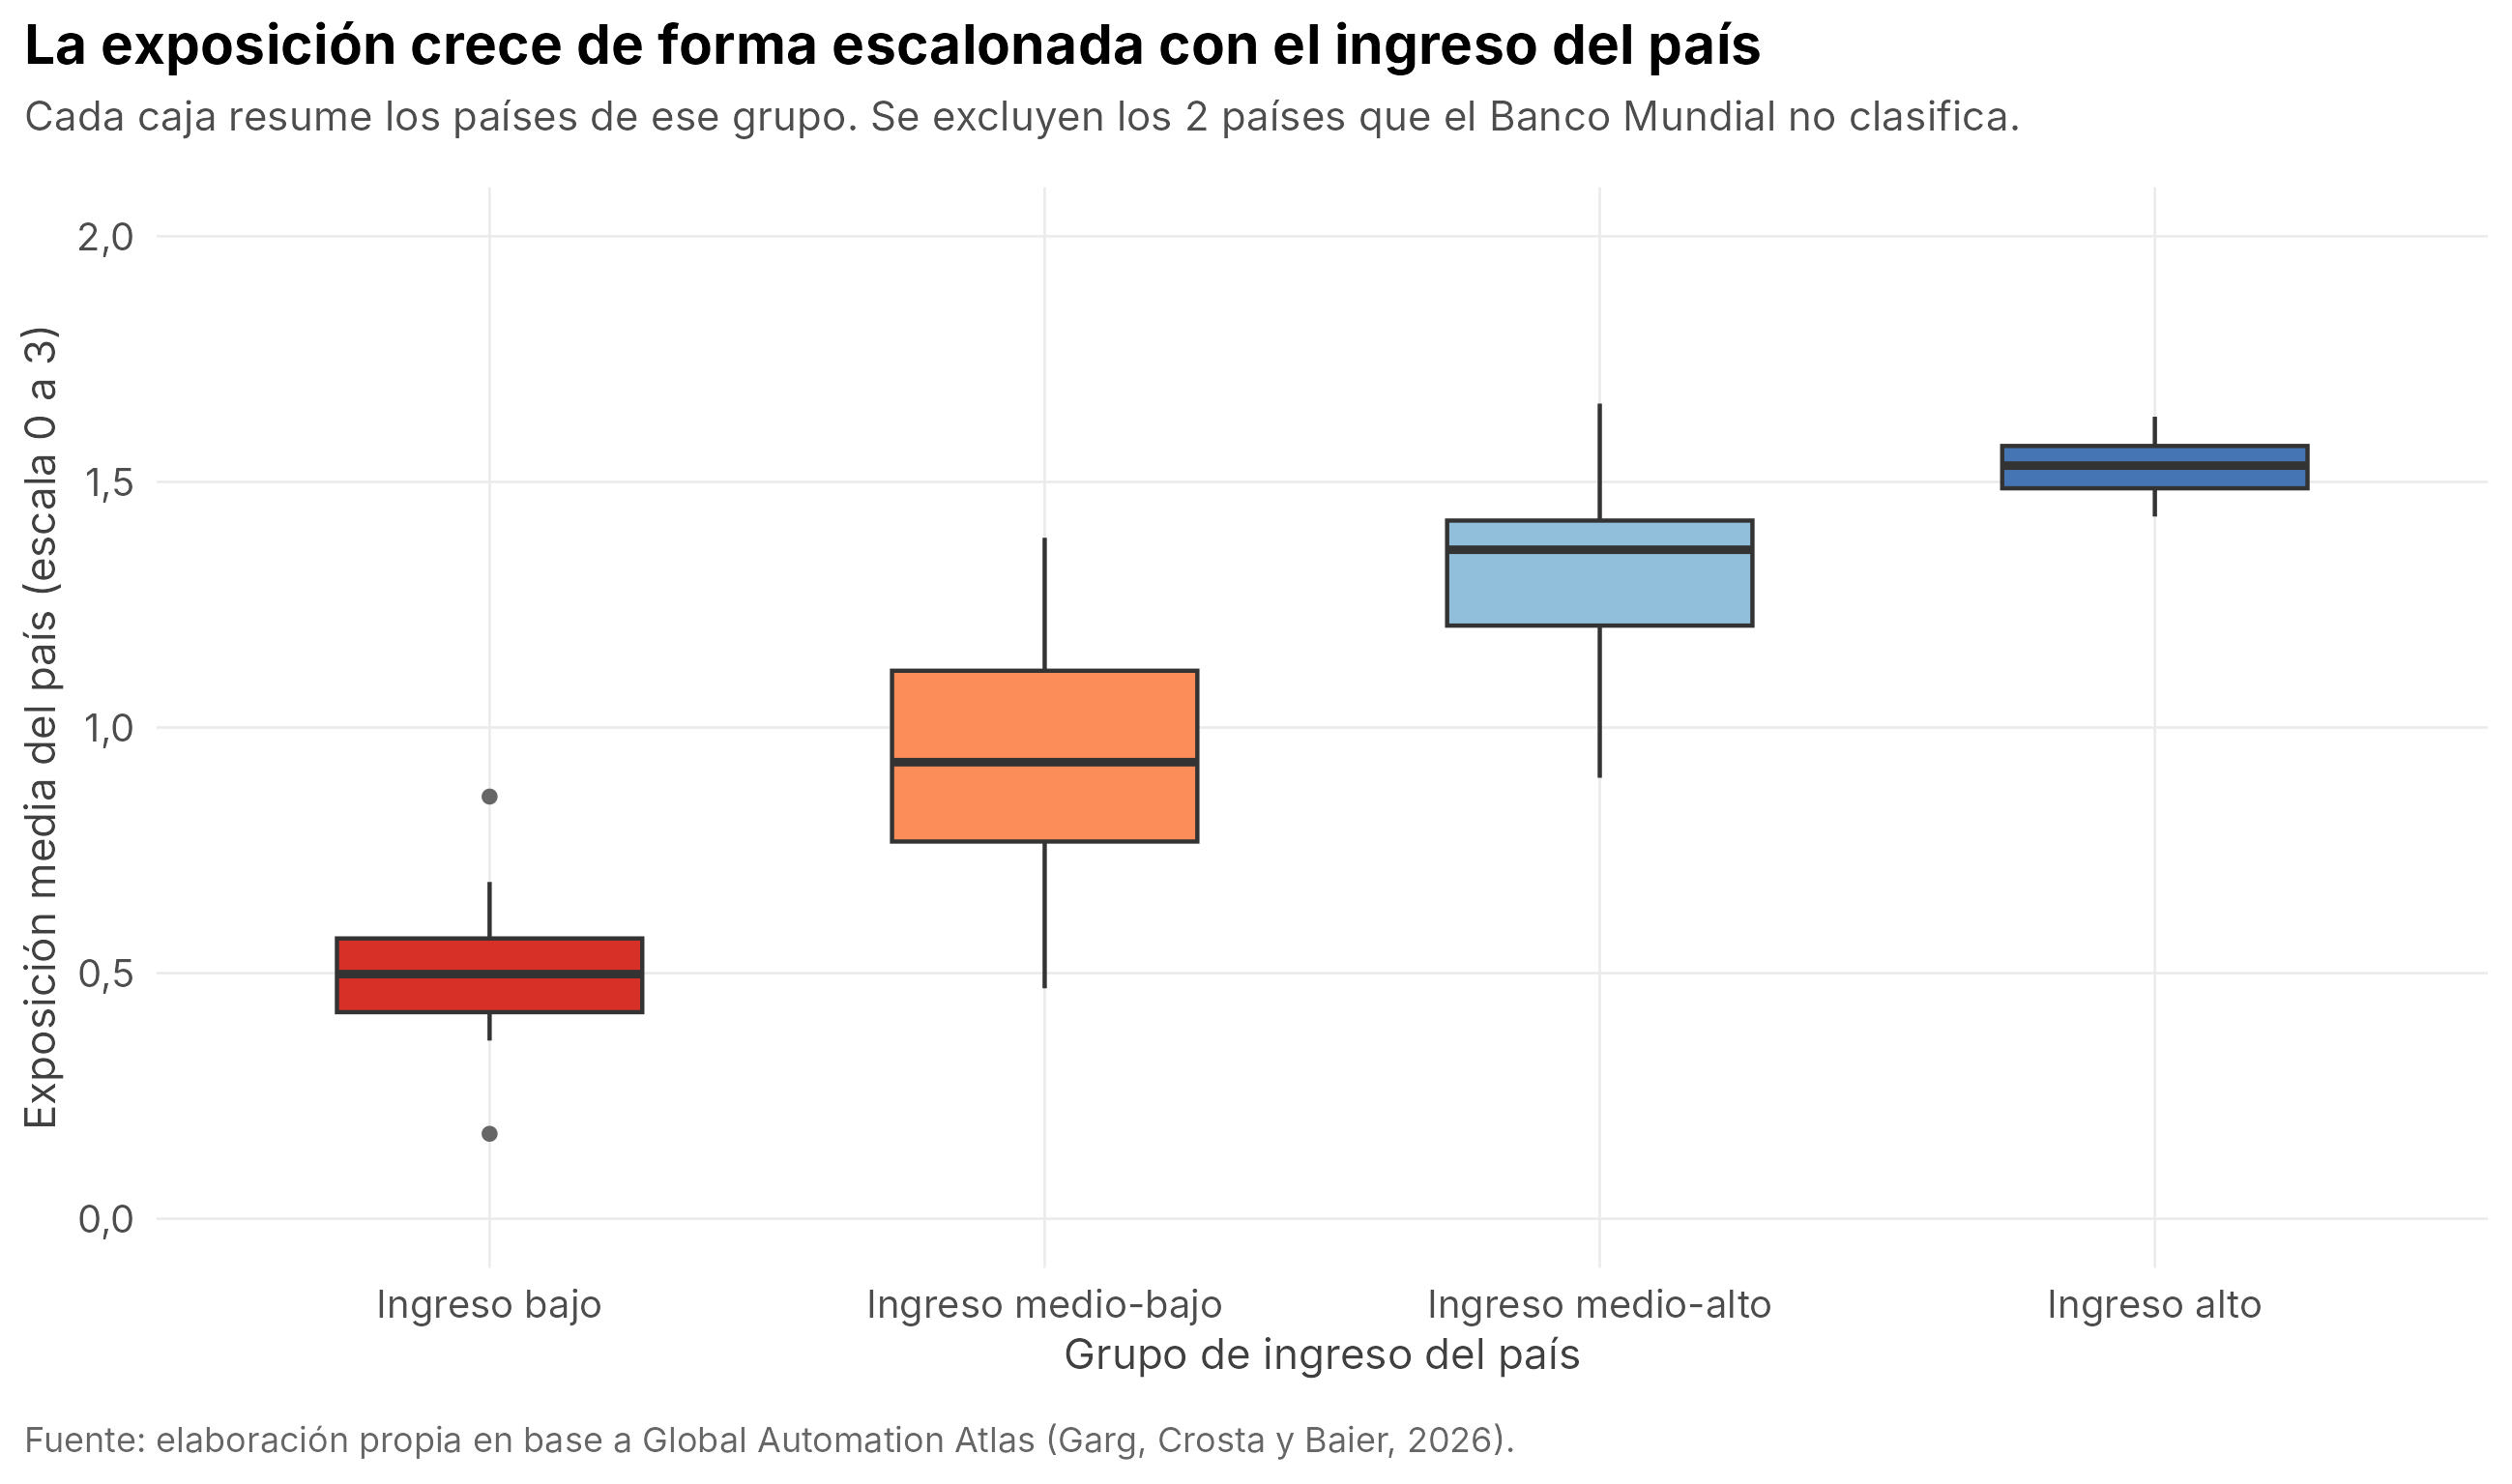 La exposición crece de forma escalonada con el ingreso del país
Cada caja resume los países de ese grupo. Se excluyen los 2 países que el Banco Mundial no clasifica.
Exposición media del país (escala 0 a 3)
2,0
1,5
1,0
0,5
0,0
Ingreso bajo
Ingreso medio-bajo
Ingreso medio-alto
Ingreso alto
Grupo de ingreso del país
Fuente: elaboración propia en base a Global Automation Atlas (Garg, Crosta y Baier, 2026).